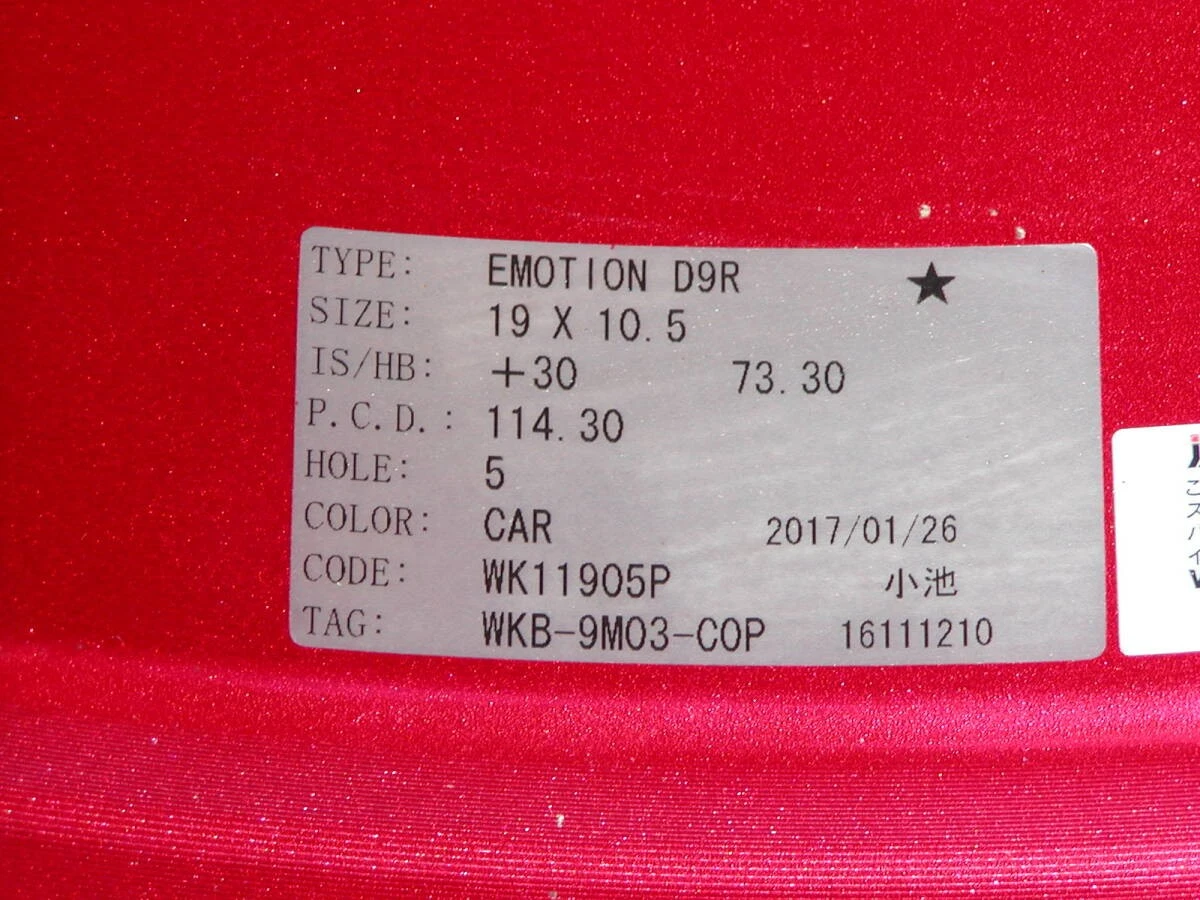 TYPE: EMOTION D9R ★
SIZE: 19 X 10.5
IS/HB: +30 73.30
P.C.D.: 114.30
HOLE: 5
COLOR: CAR 2017/01/26
CODE: WK11905P 小池
TAG: WKB-9M03-COP 16111210